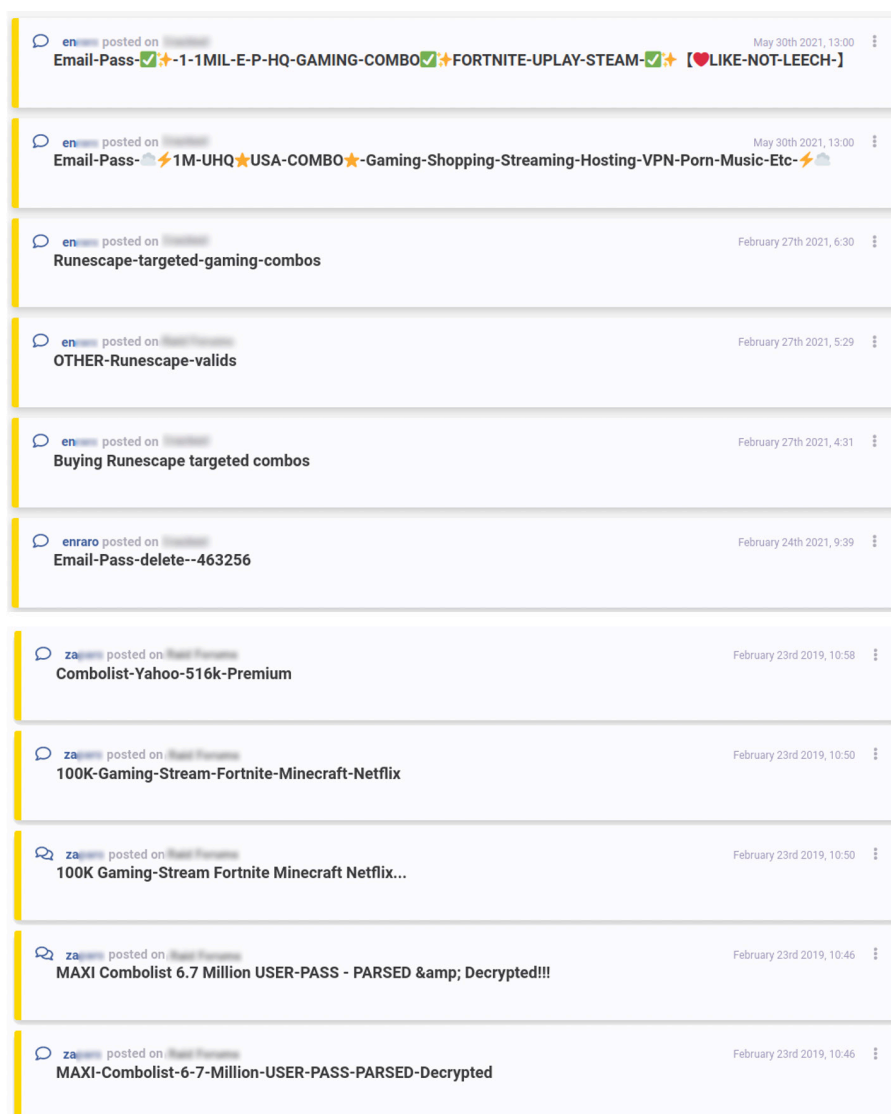 en posted on
May 30th 2021, 13:00
Email-Pass-✅✨-1-1MIL-E-P-HQ-GAMING-COMBO✅✨FORTNITE-UPLAY-STEAM-✅✨【❤LIKE-NOT-LEECH-】
en posted on
May 30th 2021, 13:00
Email-Pass-☁⚡1M-UHQ⭐USA-COMBO⭐-Gaming-Shopping-Streaming-Hosting-VPN-Porn-Music-Etc-⚡☁
en posted on
February 27th 2021, 6:30
Runescape-targeted-gaming-combos
en posted on
February 27th 2021, 5:29
OTHER-Runescape-valids
en posted on
February 27th 2021, 4:31
Buying Runescape targeted combos
enraro posted on
February 24th 2021, 9:39
Email-Pass-delete--463256
za posted on
February 23rd 2019, 10:58
Combolist-Yahoo-516k-Premium
za posted on
February 23rd 2019, 10:50
100K-Gaming-Stream-Fortnite-Minecraft-Netflix
za posted on
February 23rd 2019, 10:50
100K Gaming-Stream Fortnite Minecraft Netflix...
za posted on
February 23rd 2019, 10:46
MAXI Combolist 6.7 Million USER-PASS - PARSED &amp; Decrypted!!!
za posted on
February 23rd 2019, 10:46
MAXI-Combolist-6-7-Million-USER-PASS-PARSED-Decrypted